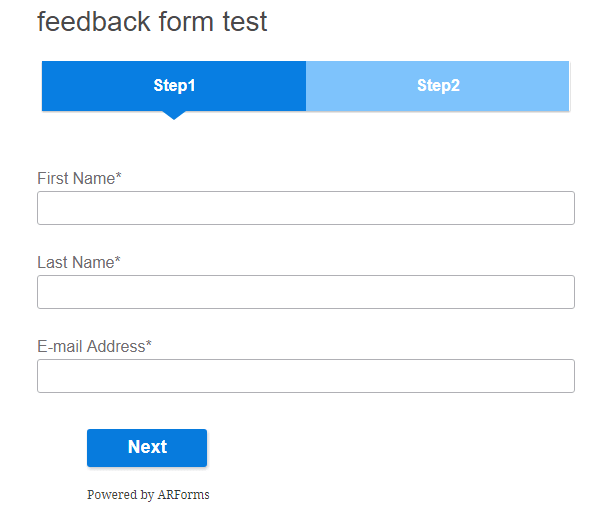 feedback form test
Step1 Step2
First Name*
Last Name*
E-mail Address*
Next
Powered by ARForms